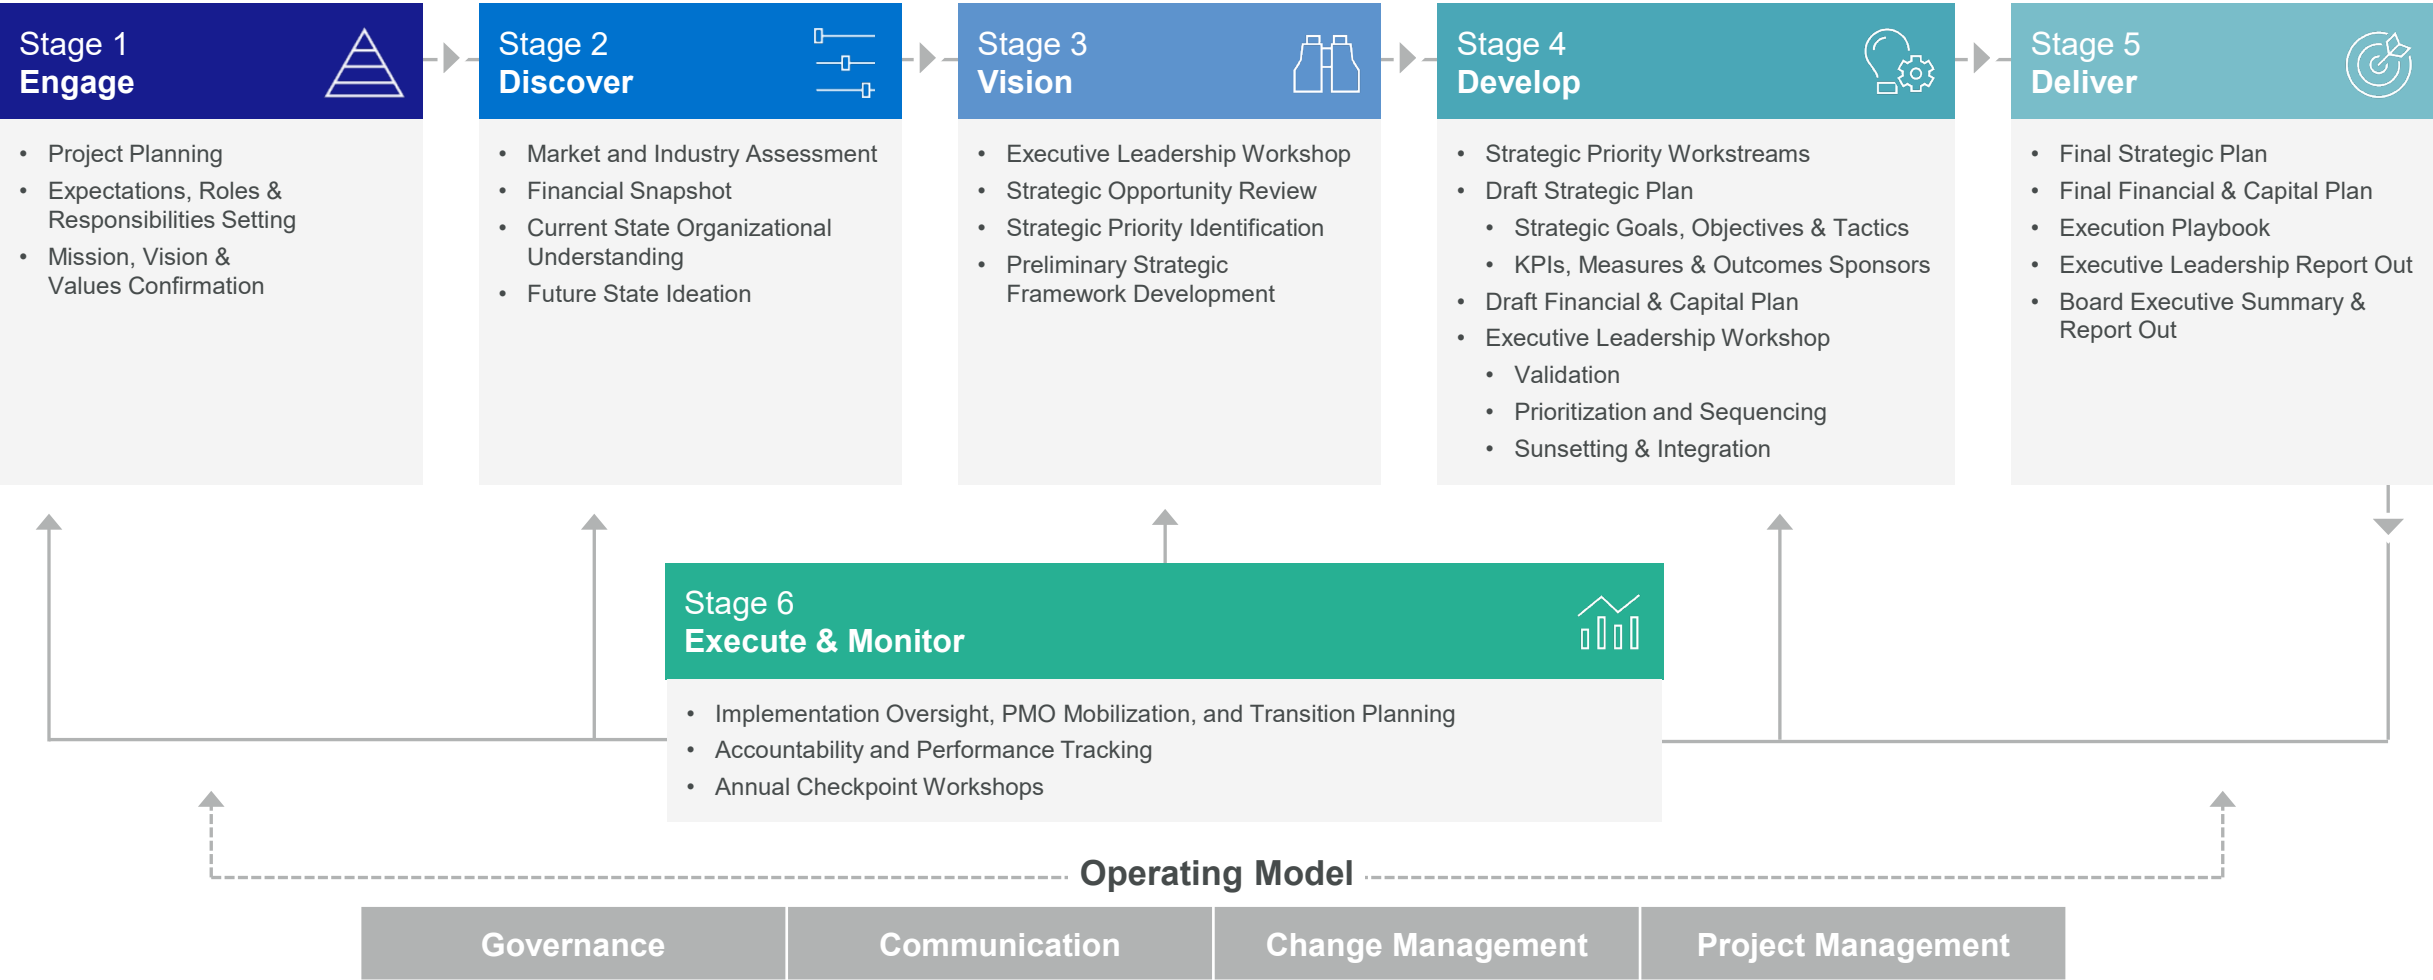 Stage 1
Engage
• Project Planning
• Expectations, Roles &
Responsibilities Setting
• Mission, Vision &
Values Confirmation
Stage 2
Discover
• Market and Industry Assessment
• Financial Snapshot
• Current State Organizational
Understanding
• Future State Ideation
Stage 3
Vision
• Executive Leadership Workshop
• Strategic Opportunity Review
• Strategic Priority Identification
• Preliminary Strategic
Framework Development
Stage 4
Develop
• Strategic Priority Workstreams
• Draft Strategic Plan
• Strategic Goals, Objectives & Tactics
• KPIs, Measures & Outcomes Sponsors
• Draft Financial & Capital Plan
• Executive Leadership Workshop
• Validation
• Prioritization and Sequencing
• Sunsetting & Integration
Stage 5
Deliver
• Final Strategic Plan
• Final Financial & Capital Plan
• Execution Playbook
• Executive Leadership Report Out
• Board Executive Summary &
Report Out
Stage 6
Execute & Monitor
• Implementation Oversight, PMO Mobilization, and Transition Planning
• Accountability and Performance Tracking
• Annual Checkpoint Workshops
Operating Model
Governance
Communication
Change Management
Project Management